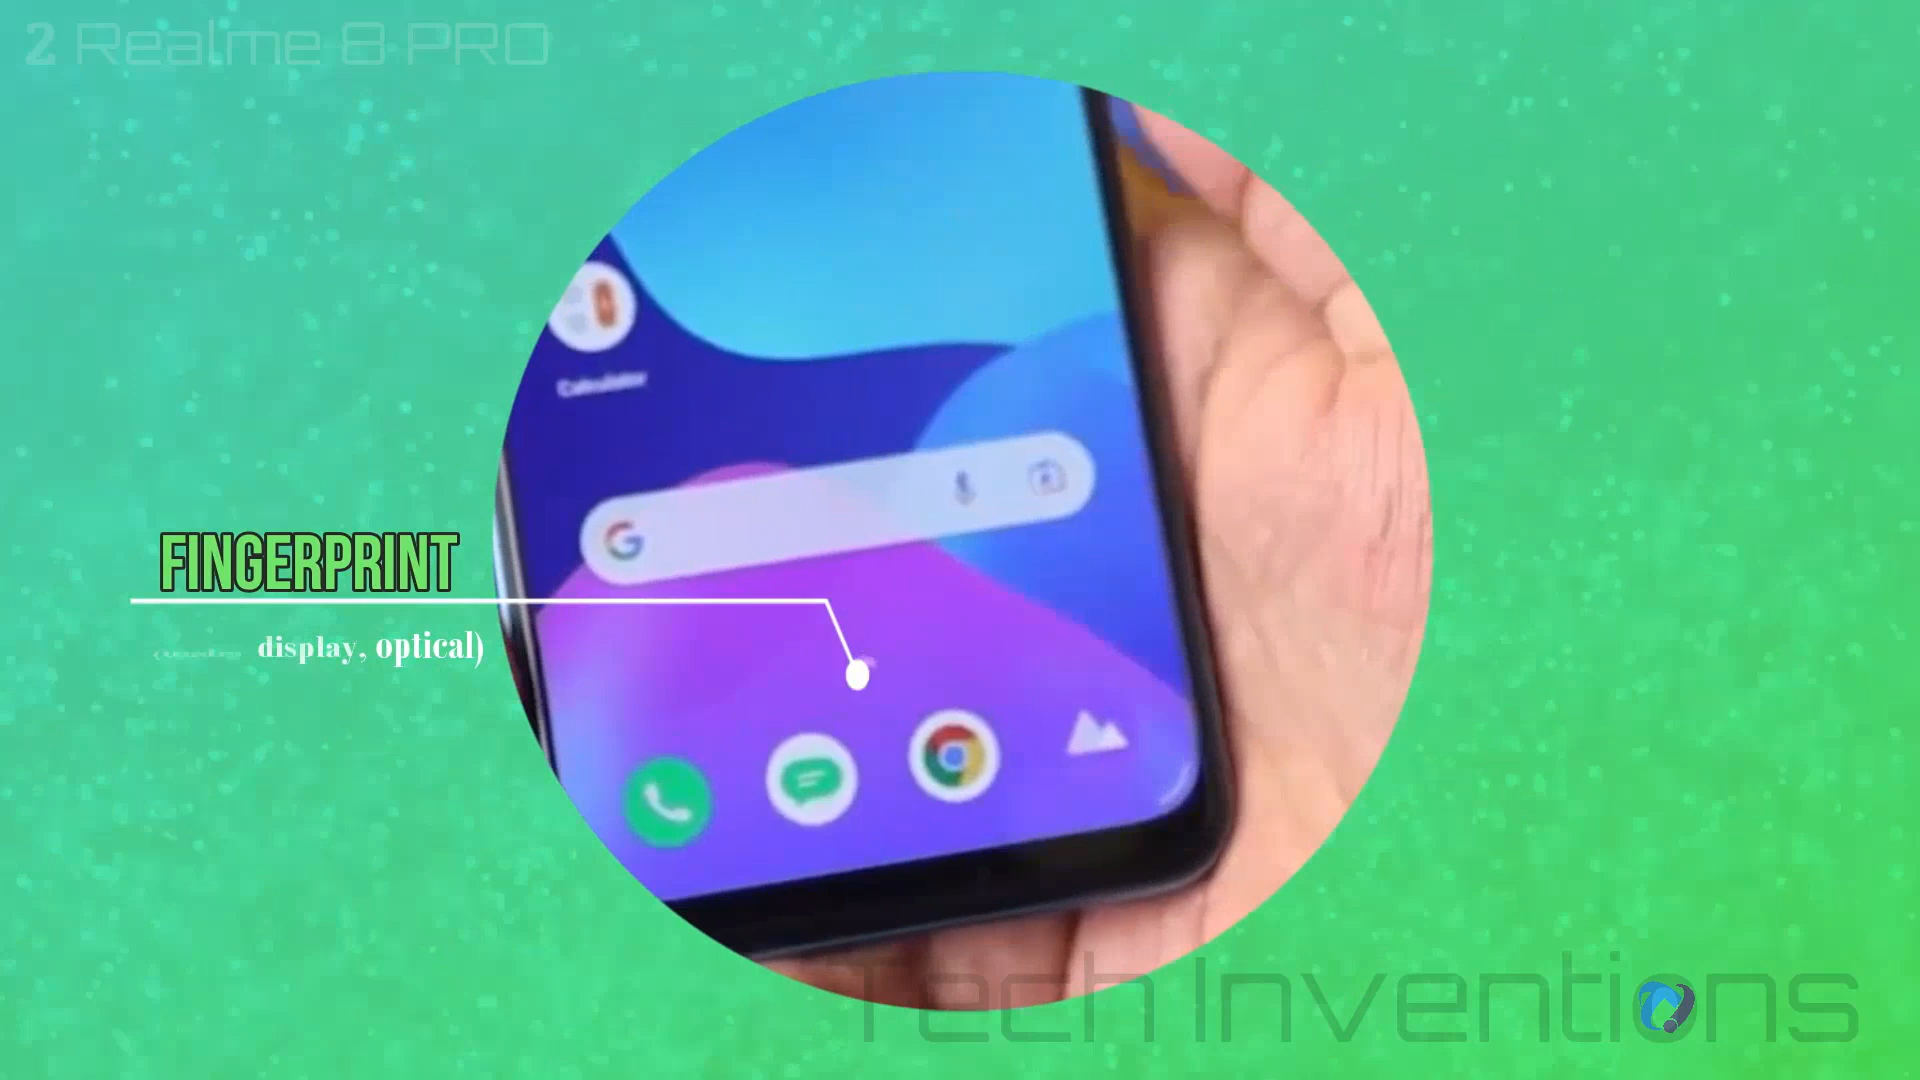 2 Realme 8 PRO
Calculator
FINGERPRINT
display, optical)
Tech Inventions